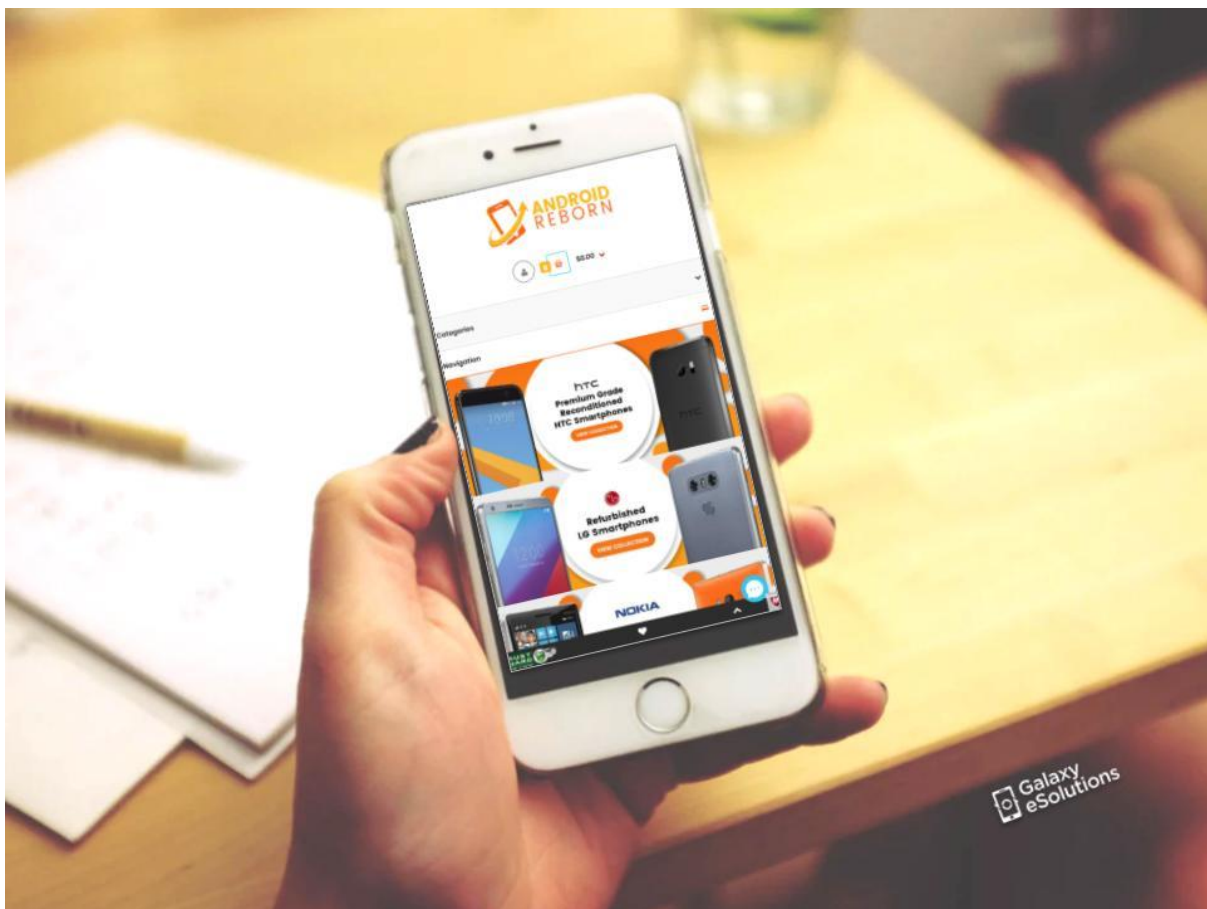 ANDROID
REBORN
$0.00
Categories
Navigation
hTC
Premium Grade
Reconditioned
HTC Smartphones
VIEW COLLECTION
hTC
Refurbished
LG Smartphones
VIEW COLLECTION
NOKIA
Galaxy
eSolutions